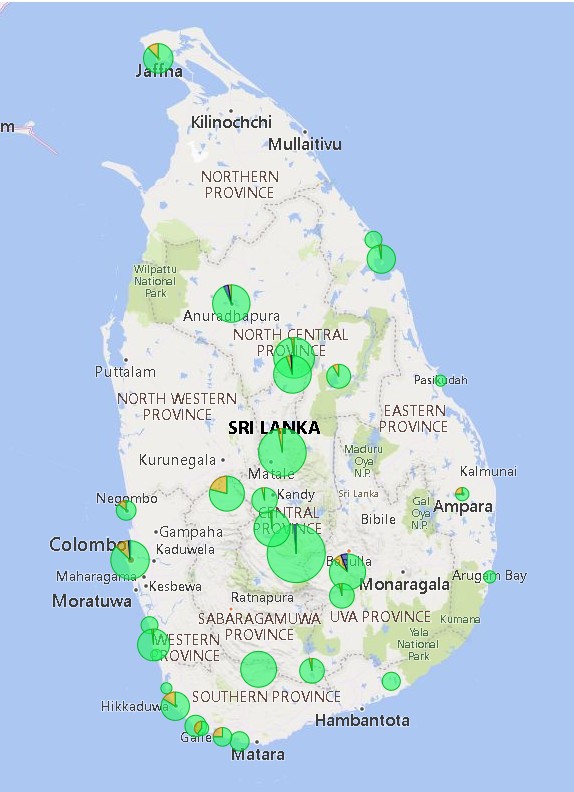 Jaffna
Kilinochchi
m
Mullaitivu
NORTHERN
PROVINCE
Wilpattu
National
Park
Anuradhapura
NORTH CENTRAL
PROVINCE
Puttalam
Pasikudah
NORTH WESTERN
PROVINCE
EASTERN
PROVINCE
SRI LANKA
Maduru
Oya
N.P.
Kurunegala
Matale
Kalmunai
Sri Lanka
Negombo
Kandy
Gal
Oya
N.P.
Ampara
CENTRAL
PROVINCE
Bibile
Gampaha
Colombo
Kaduwela
Badulla
Maharagama
Kesbewa
Monaragala
Arugam Bay
Moratuwa
Ratnapura
SABARAGAMUWA
PROVINCE
UVA PROVINCE
Kumana
Yala
National
Park
WESTERN
PROVINCE
SOUTHERN PROVINCE
Hikkaduwa
Hambantota
Galle
Matara